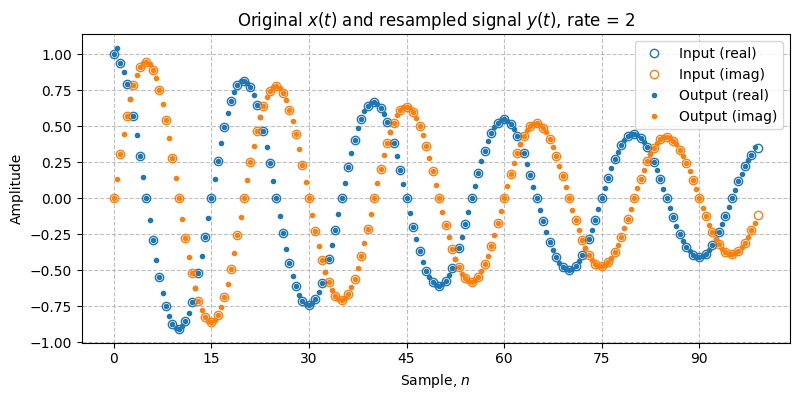 Original x(t) and resampled signal y(t), rate = 2
Amplitude
1.00
0.75
0.50
0.25
0.00
−0.25
−0.50
−0.75
−1.00
Input (real)
Input (imag)
Output (real)
Output (imag)
0 15 30 45 60 75 90
Sample, n